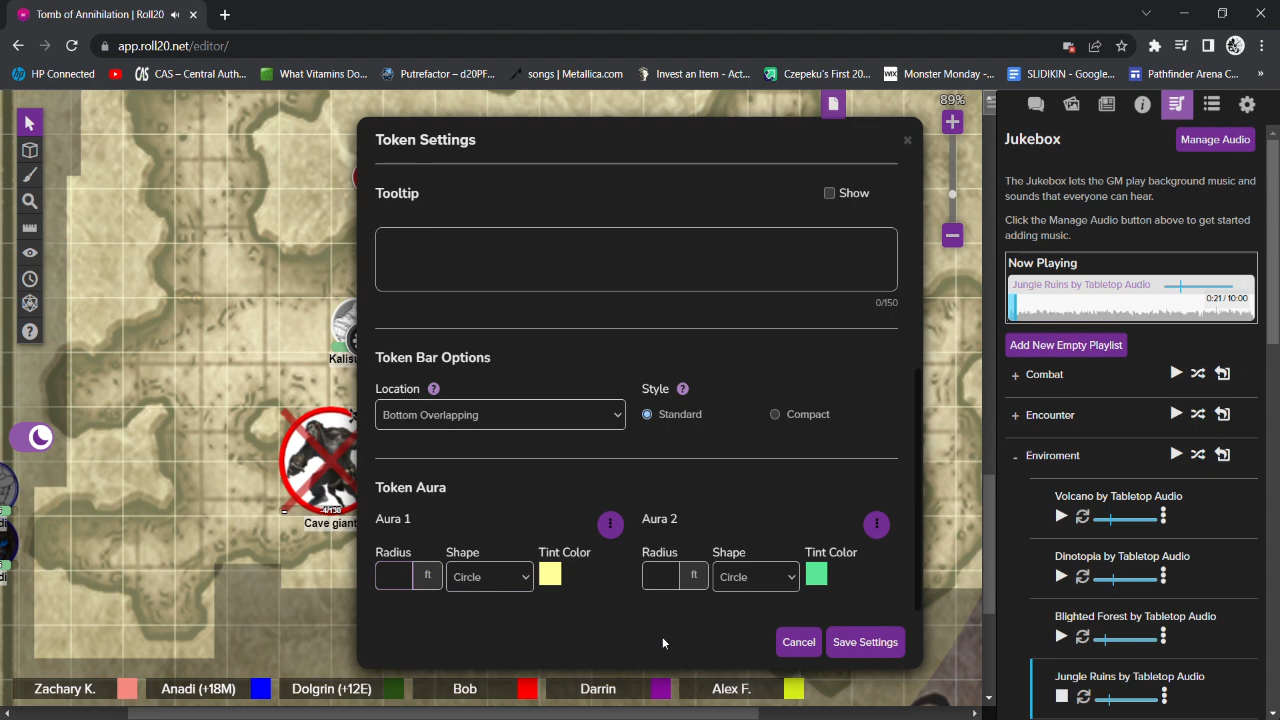 Tomb of Annihilation | Roll20
app.roll20.net/editor/
HP Connected
CAS – Central Auth...
What Vitamins Do...
Putrefactor – d20PF...
songs | Metallica.com
Invest an Item - Act...
Czepeku's First 20...
WIX Monster Monday -...
SLIDIKIN - Google...
Pathfinder Arena C...
»
89%
Token Settings
Tooltip
Show
0/150
Token Bar Options
Location ?
Style ?
Bottom Overlapping
Standard
Compact
Token Aura
Aura 1
Aura 2
Radius Shape Tint Color
Radius Shape Tint Color
ft Circle
ft Circle
Cancel
Save Settings
Kalisu
-4/130
Cave giant
di
di
Zachary K.
Anadi (+18M)
Dolgrin (+12E)
Bob
Darrin
Alex F.
Jukebox
Manage Audio
The Jukebox lets the GM play background music and
sounds that everyone can hear.
Click the Manage Audio button above to get started
adding music.
Now Playing
Jungle Ruins by Tabletop Audio
0:21 / 10:00
Add New Empty Playlist
+ Combat
+ Encounter
- Enviroment
Volcano by Tabletop Audio
Dinotopia by Tabletop Audio
Blighted Forest by Tabletop Audio
Jungle Ruins by Tabletop Audio